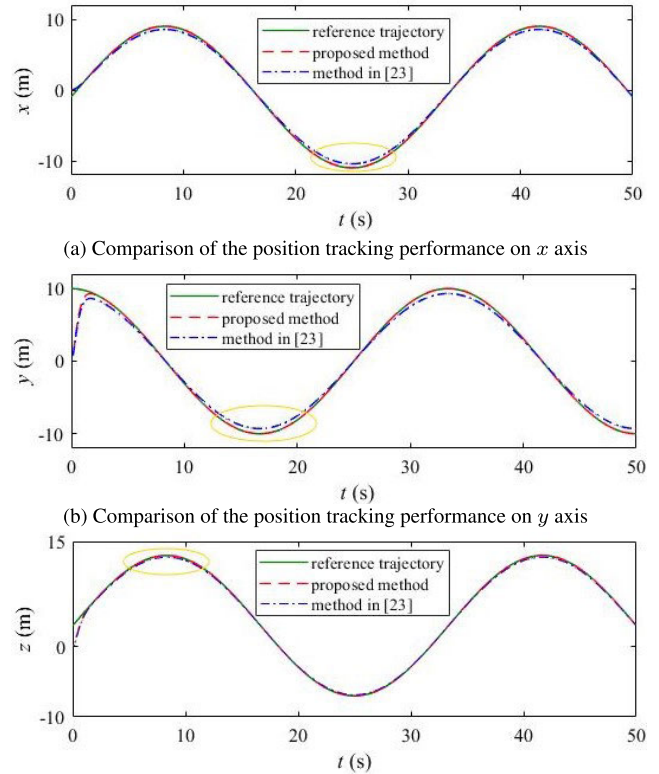 10
0
-10
x (m)
reference trajectory
proposed method
method in [23]
0 10 20 30 40 50
t (s)
(a) Comparison of the position tracking performance on x axis
10
0
-10
y (m)
reference trajectory
proposed method
method in [23]
0 10 20 30 40 50
t (s)
(b) Comparison of the position tracking performance on y axis
15
0
-10
z (m)
reference trajectory
proposed method
method in [23]
0 10 20 30 40 50
t (s)